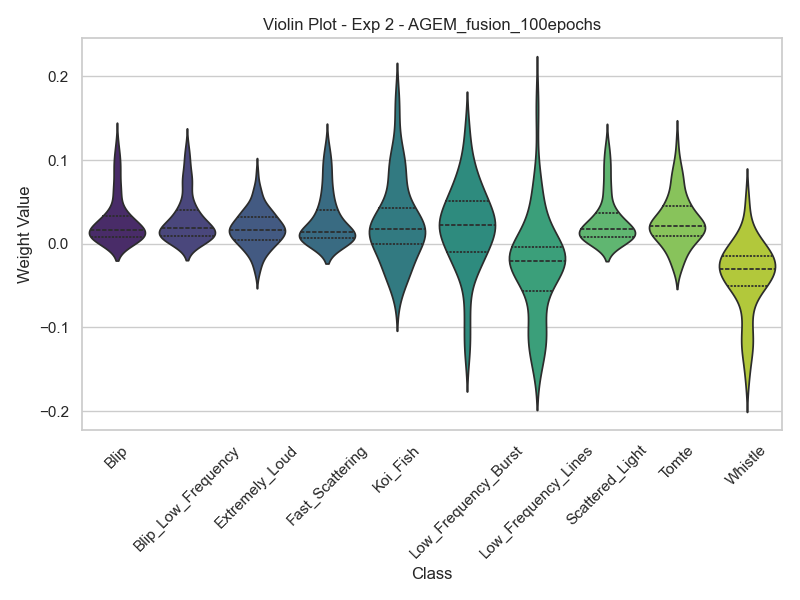 Violin Plot - Exp 2 - AGEM_fusion_100epochs
Weight Value
0.2
0.1
0.0
−0.1
−0.2
Blip
Blip_Low_Frequency
Extremely_Loud
Fast_Scattering
Koi_Fish
Low_Frequency_Burst
Low_Frequency_Lines
Scattered_Light
Tomte
Whistle
Class